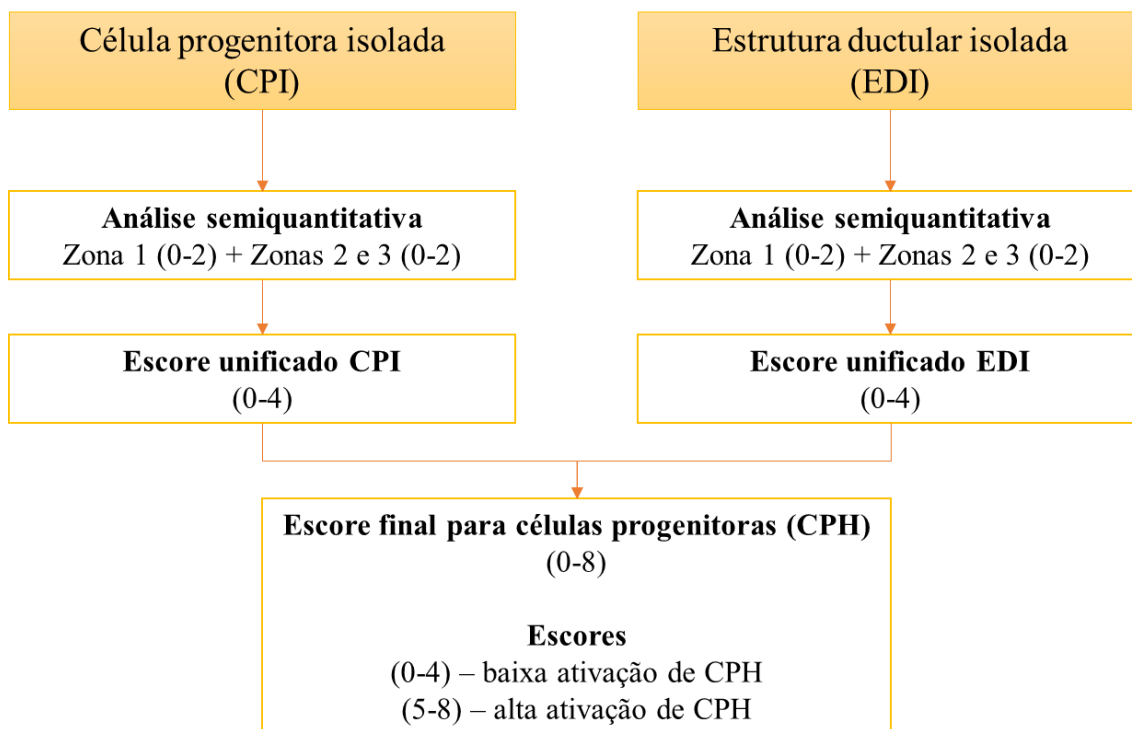 Célula progenitora isolada
(CPI)
Estrutura ductular isolada
(EDI)
Análise semiquantitativa
Zona 1 (0-2) + Zonas 2 e 3 (0-2)
Análise semiquantitativa
Zona 1 (0-2) + Zonas 2 e 3 (0-2)
Escore unificado CPI
(0-4)
Escore unificado EDI
(0-4)
Escore final para células progenitoras (CPH)
(0-8)
Escores
(0-4) – baixa ativação de CPH
(5-8) – alta ativação de CPH